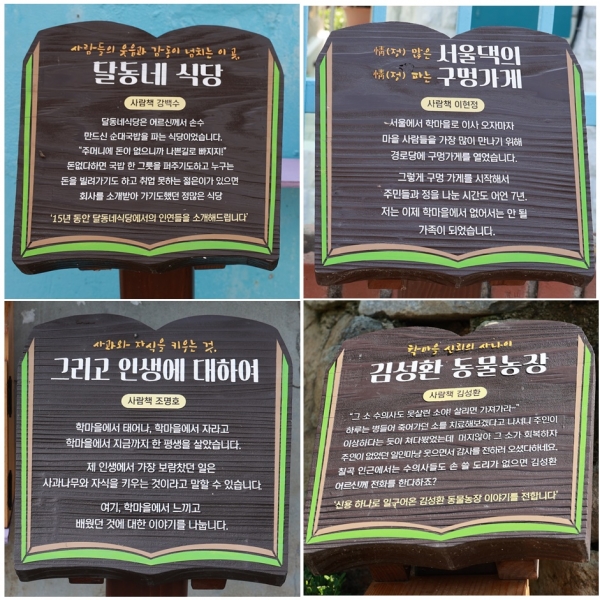 사람들의 웃음과 감동이 넘치는 이 곳,
달동네 식당
사람책 강백수
달동네식당은 어르신께서 손수
만드신 순대국밥을 파는 식당이었습니다.
"주머니에 돈이 없으니까 나쁜길로 빠지지!"
돈없다하면 국밥 한 그릇을 퍼주기도하고 누구는
돈을 빌려가기도 하고 취업 못하는 젊은이가 있으면
회사를 소개받아 가기도했던 정많은 식당
'15년 동안 달동네식당에서의 인연들을 소개해드립니다'
情(정) 많은 서울댁의
情(정) 파는 구멍가게
사람책 이현정
서울에서 학마을로 이사 오자마자
마을 사람들을 가장 많이 만나기 위해
경로당에 구멍가게를 열었습니다.
그렇게 구멍 가게를 시작해서
주민들과 정을 나눈 시간도 어언 7년.
저는 이제 학마을에서 없어서는 안 될
가족이 되었습니다.
사과와 자식을 키우는 것,
그리고 인생에 대하여
사람책 조명호
학마을에서 태어나, 학마을에서 자라고
학마을에서 지금까지 한 평생을 살았습니다.
제 인생에서 가장 보람찼던 일은
사과나무와 자식을 키우는 것이라고 말할 수 있습니다.
여기, 학마을에서 느끼고
배웠던 것에 대한 이야기를 나눕니다.
학마을 신뢰의 사나이
김성환 동물농장
사람책 김성환
"그 소 수의사도 못살린 소야! 살리면 가져가라~"
하루는 병들어 죽어가던 소를 치료해보겠다고 나서니 주인이
의심하다는 듯이 쳐다봤었는데 머지않아 그 소가 회복하자
주인이 없었던 일인마냥 웃으면서 감사를 전하러 오셨다하네요.
칠곡 인근에서는 수의사들도 손 쓸 도리가 없으면 김성환
어르신께 전화를 한다하죠?
'신용 하나로 일구어온 김성환 동물농장 이야기를 전합니다'